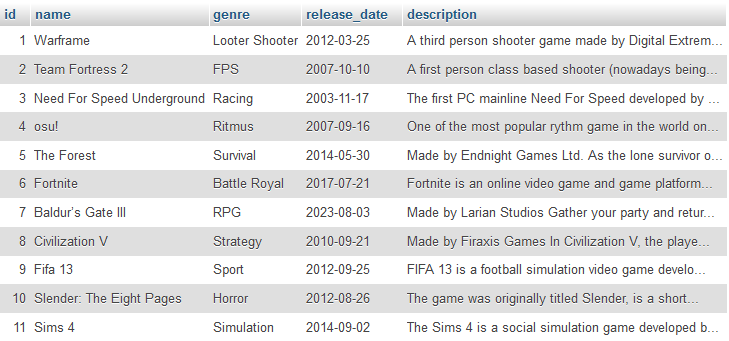 id name genre release_date description
1 Warframe Looter Shooter 2012-03-25 A third person shooter game made by Digital Extrem...
2 Team Fortress 2 FPS 2007-10-10 A first person class based shooter (nowadays being...
3 Need For Speed Underground Racing 2003-11-17 The first PC mainline Need For Speed developed by ...
4 osu! Ritmus 2007-09-16 One of the most popular rythm game in the world on...
5 The Forest Survival 2014-05-30 Made by Endnight Games Ltd. As the lone survivor o...
6 Fortnite Battle Royal 2017-07-21 Fortnite is an online video game and game platform...
7 Baldur's Gate III RPG 2023-08-03 Made by Larian Studios Gather your party and retur...
8 Civilization V Strategy 2010-09-21 Made by Firaxis Games In Civilization V, the playe...
9 Fifa 13 Sport 2012-09-25 FIFA 13 is a football simulation video game develo...
10 Slender: The Eight Pages Horror 2012-08-26 The game was originally titled Slender, is a short...
11 Sims 4 Simulation 2014-09-02 The Sims 4 is a social simulation game developed b...